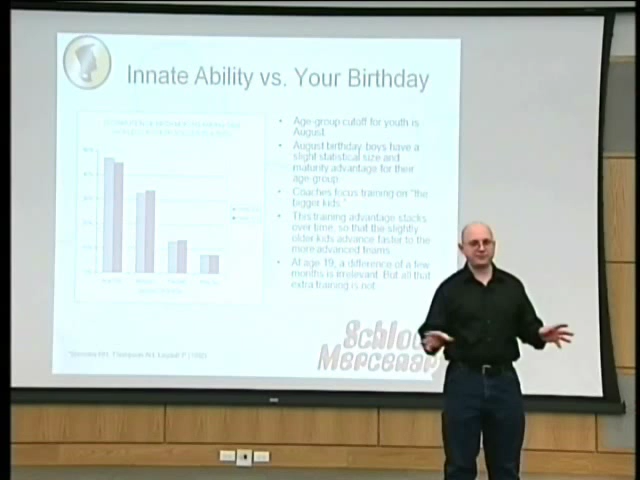 Innate Ability vs. Your Birthday
• Age-group cutoff for youth is
August.
• August birthday boys have a
slight statistical size and
maturity advantage for their
age-group.
• Coaches focus training on "the
bigger kids."
• This training advantage stacks
over time, so that the slightly
older kids advance faster to the
more advanced teams.
• At age 19, a difference of a few
months is irrelevant. But all that
extra training is not.
Schloc
Mercenar